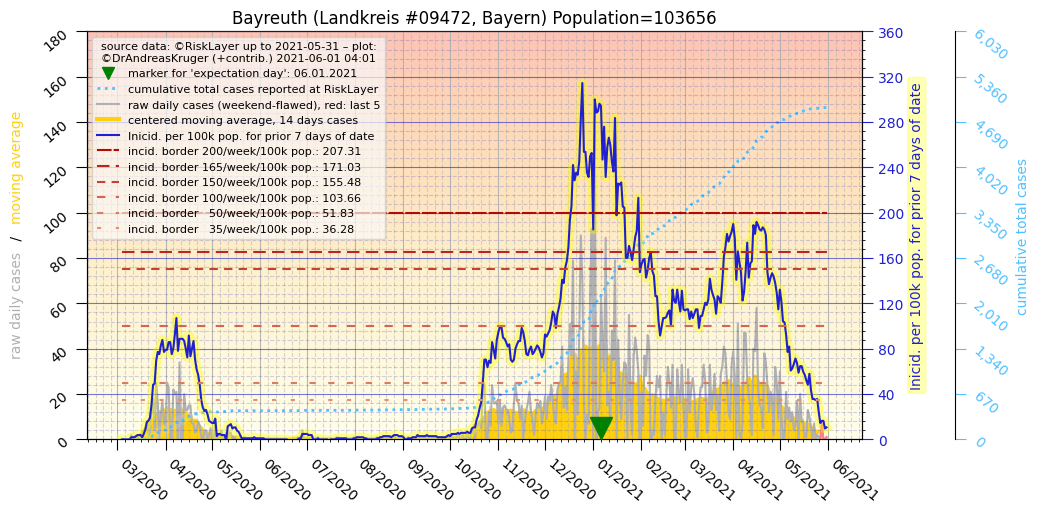 Bayreuth (Landkreis #09472, Bayern) Population=103656
source data: ©RiskLayer up to 2021-05-31 – plot:
©DrAndreasKruger (+contrib.) 2021-06-01 04:01
marker for 'expectation day': 06.01.2021
cumulative total cases reported at RiskLayer
raw daily cases (weekend-flawed), red: last 5
centered moving average, 14 days cases
Inicid. per 100k pop. for prior 7 days of date
incid. border 200/week/100k pop.: 207.31
incid. border 165/week/100k pop.: 171.03
incid. border 150/week/100k pop.: 155.48
incid. border 100/week/100k pop.: 103.66
incid. border 50/week/100k pop.: 51.83
incid. border 35/week/100k pop.: 36.28
raw daily cases / moving average
180
160
140
120
100
80
60
40
20
0
03/2020
04/2020
05/2020
06/2020
07/2020
08/2020
09/2020
10/2020
11/2020
12/2020
01/2021
02/2021
03/2021
04/2021
05/2021
06/2021
360
320
280
240
200
160
120
80
40
0
Inicid. per 100k pop. for prior 7 days of date
6,030
5,360
4,690
4,020
3,350
2,680
2,010
1,340
670
0
cumulative total cases